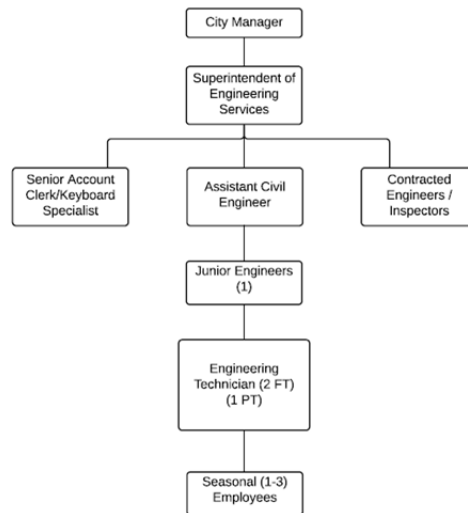 City Manager
Superintendent of
Engineering
Services
Senior Account
Clerk/Keyboard
Specialist
Assistant Civil
Engineer
Contracted
Engineers /
Inspectors
Junior Engineers
(1)
Engineering
Technician (2 FT)
(1 PT)
Seasonal (1-3)
Employees